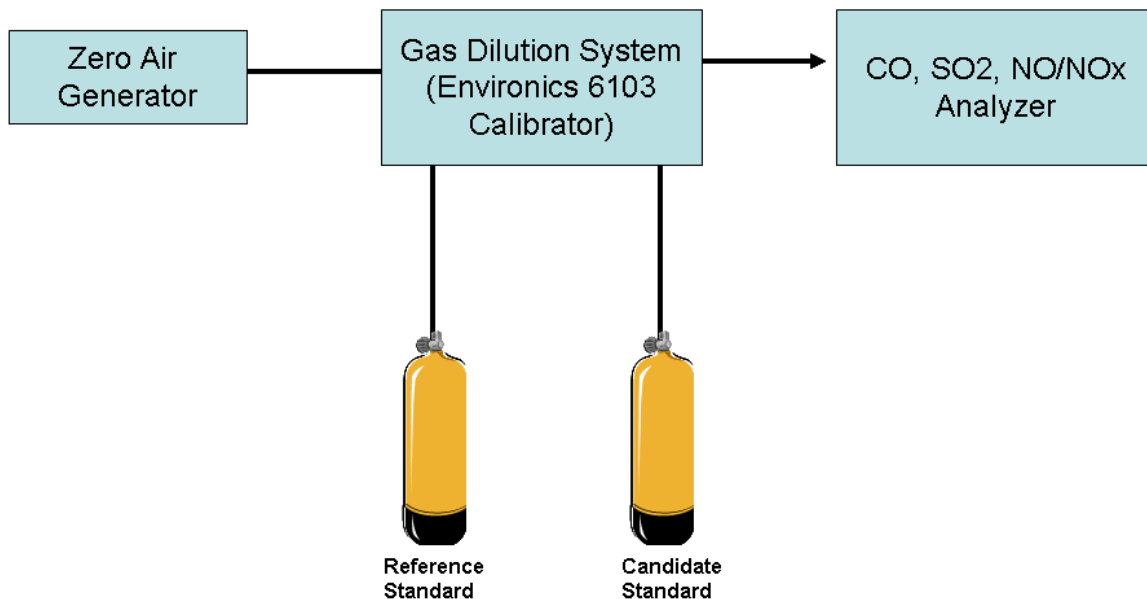 Zero Air
Generator
Gas Dilution System
(Environics 6103
Calibrator)
CO, SO2, NO/NOx
Analyzer
Reference
Standard
Candidate
Standard